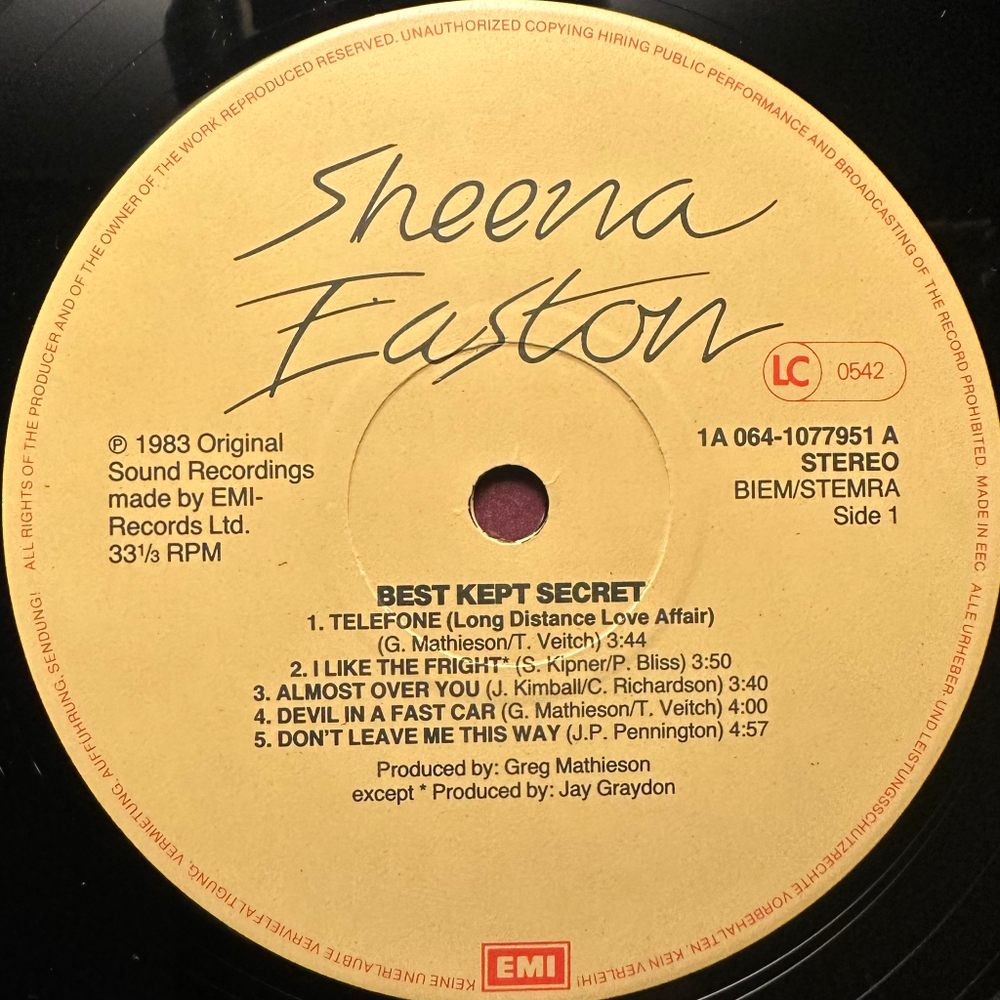 ALL RIGHTS OF THE PRODUCER AND OF THE OWNER OF THE WORK REPRODUCED RESERVED. UNAUTHORIZED COPYING HIRING PUBLIC PERFORMANCE AND BROADCASTING OF THE RECORD PROHIBITED. MADE IN EEC
Sheena
Easton
LC 0542
℗ 1983 Original
Sound Recordings
made by EMI-
Records Ltd.
33⅓ RPM
1A 064-1077951 A
STEREO
BIEM/STEMRA
Side 1
BEST KEPT SECRET
1. TELEFONE (Long Distance Love Affair)
(G. Mathieson/T. Veitch) 3:44
2. I LIKE THE FRIGHT* (S. Kipner/P. Bliss) 3:50
3. ALMOST OVER YOU (J. Kimball/C. Richardson) 3:40
4. DEVIL IN A FAST CAR (G. Mathieson/T. Veitch) 4:00
5. DON'T LEAVE ME THIS WAY (J.P. Pennington) 4:57
Produced by: Greg Mathieson
except * Produced by: Jay Graydon
EMI
ALLE URHEBER- UND LEISTUNGSSCHUTZRECHTE VORBEHALTEN. KEIN VERLEIH! KEINE UNERLAUBTE VERVIELFALTIGUNG, VERMIETUNG, AUFFÜHRUNG, SENDUNG!